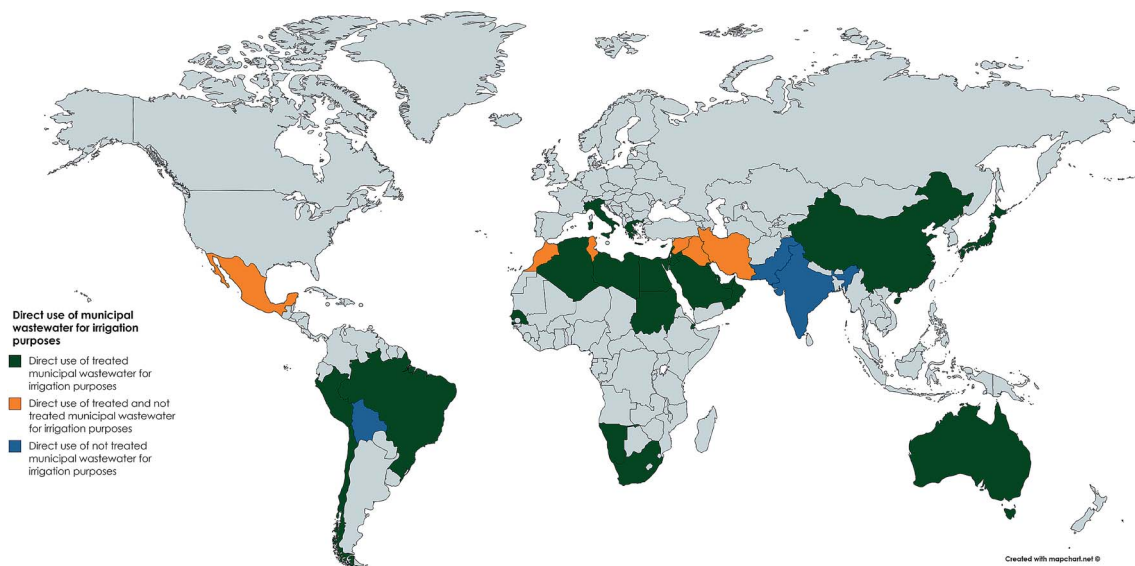 Direct use of municipal
wastewater for irrigation
purposes
Direct use of treated
municipal wastewater for
irrigation purposes
Direct use of treated and not
treated municipal wastewater
for irrigation purposes
Direct use of not treated
municipal wastewater for
irrigation purposes
Created with mapchart.net ©